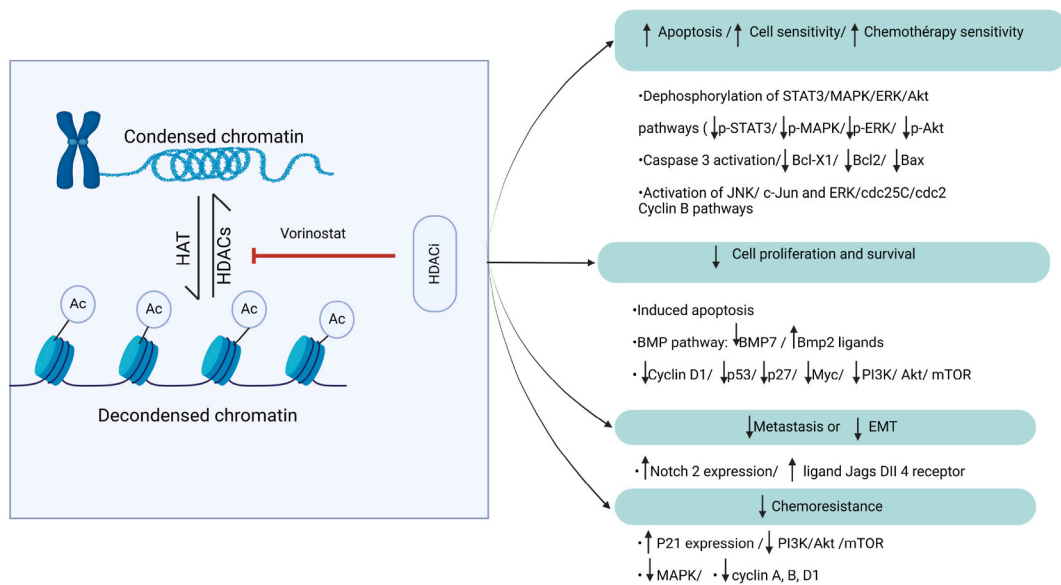 Condensed chromatin
HAT
HDACs
Vorinostat
HDACi
Ac
Ac
Ac
Ac
Decondensed chromatin
↑ Apoptosis / ↑ Cell sensitivity/ ↑ Chemothérapy sensitivity
•Dephosphorylation of STAT3/MAPK/ERK/Akt
pathways ( ↓p-STAT3/ ↓p-MAPK/↓p-ERK/ ↓p-Akt
•Caspase 3 activation/↓ Bcl-X1/ ↓Bcl2/ ↓Bax
•Activation of JNK/ c-Jun and ERK/cdc25C/cdc2
Cyclin B pathways
↓ Cell proliferation and survival
•Induced apoptosis
•BMP pathway: ↓BMP7 / ↑Bmp2 ligands
•↓Cyclin D1/ ↓p53/ ↓p27/ ↓Myc/ ↓PI3K/ Akt/ mTOR
↓Metastasis or ↓ EMT
•↑Notch 2 expression/ ↑ ligand Jags DII 4 receptor
↓ Chemoresistance
•↑ P21 expression /↓ PI3K/Akt /mTOR
•↓MAPK/ •↓cyclin A, B, D1